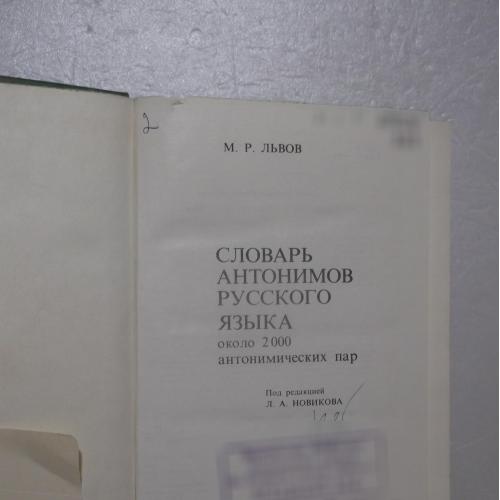 2
М. Р. ЛЬВОВ
СЛОВАРЬ
АНТОНИМОВ
РУССКОГО
ЯЗЫКА
около 2000
антонимических пар
Под редакцией
Л. А. НОВИКОВА